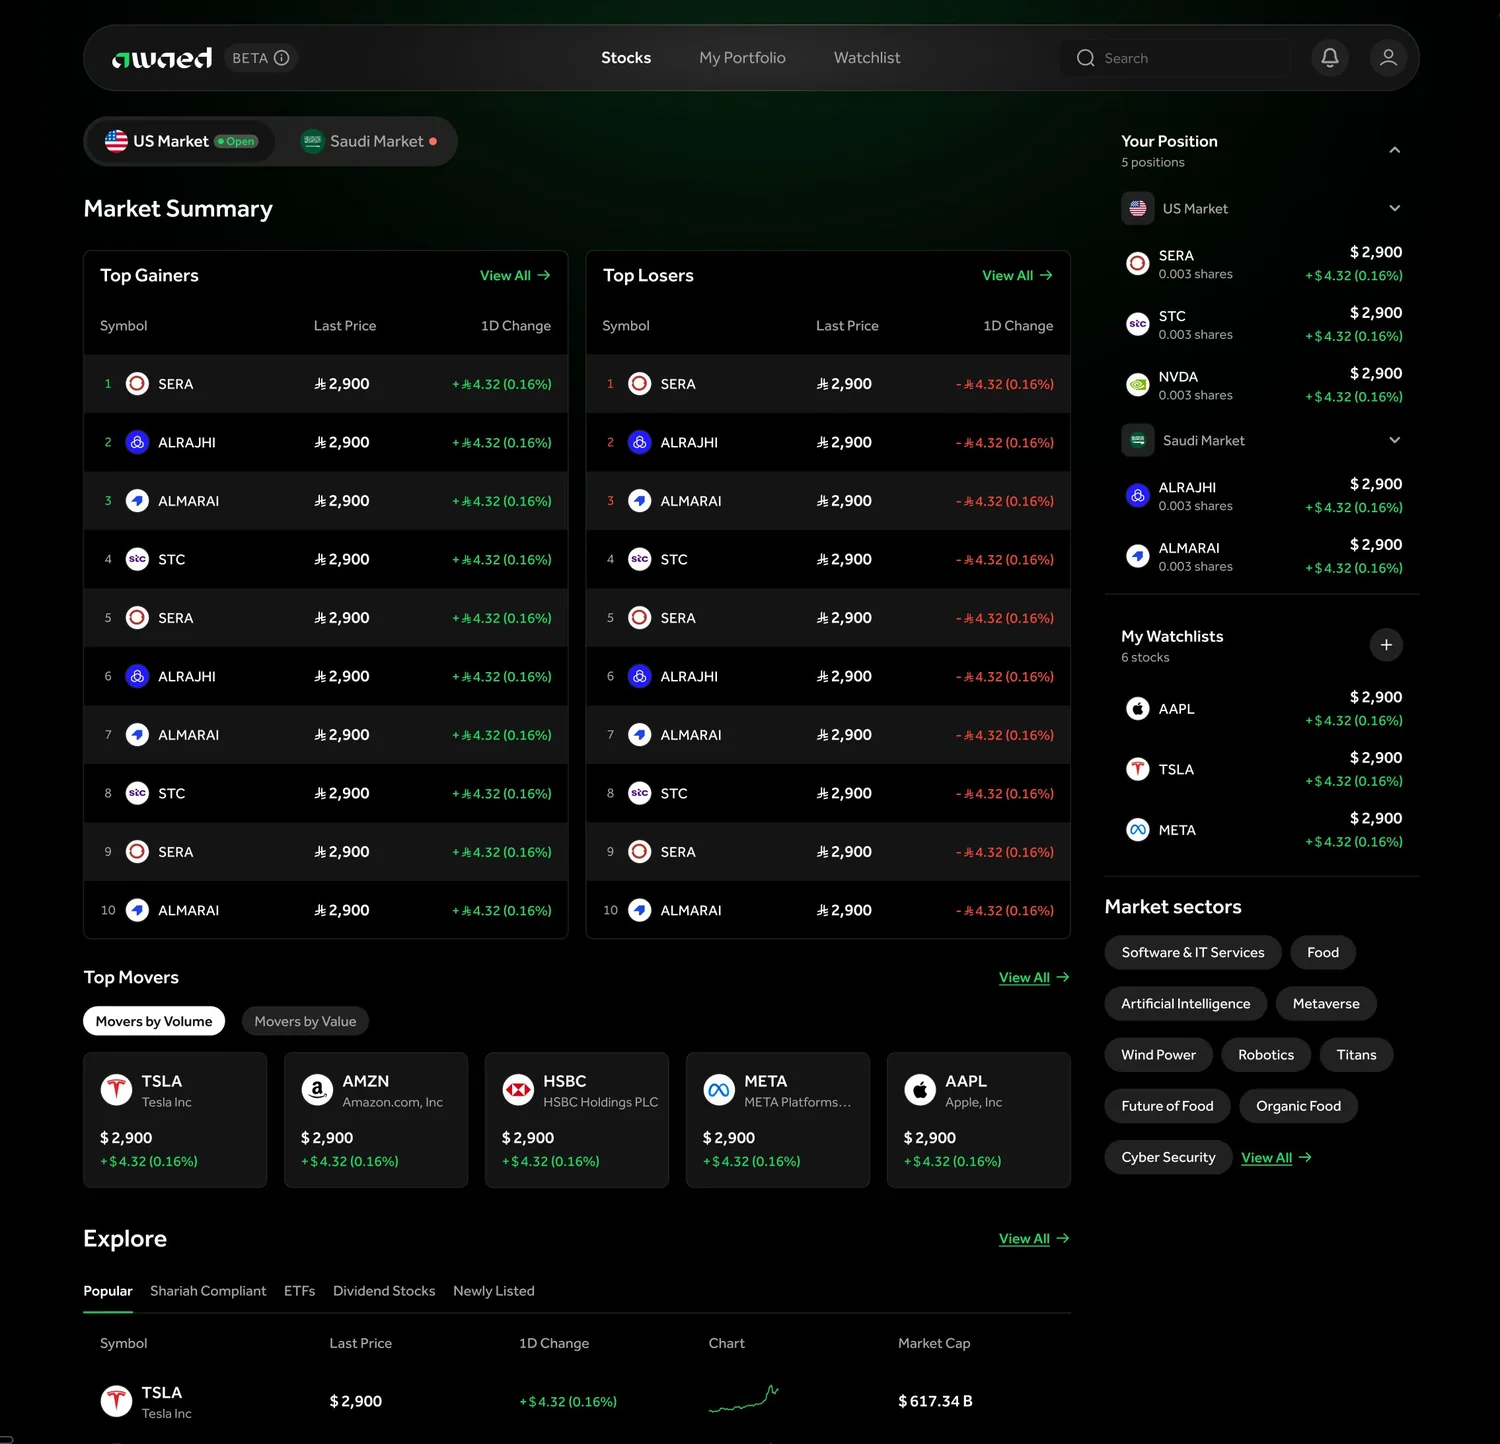 awaed BETA Stocks My Portfolio Watchlist Search
US Market Open Saudi Market
Market Summary
Top Gainers View All →
Symbol Last Price 1D Change
1 SERA ⃁ 2,900 +⃁4.32 (0.16%)
2 ALRAJHI ⃁ 2,900 +⃁4.32 (0.16%)
3 ALMARAI ⃁ 2,900 +⃁4.32 (0.16%)
4 stc STC ⃁ 2,900 +⃁4.32 (0.16%)
5 SERA ⃁ 2,900 +⃁4.32 (0.16%)
6 ALRAJHI ⃁ 2,900 +⃁4.32 (0.16%)
7 ALMARAI ⃁ 2,900 +⃁4.32 (0.16%)
8 stc STC ⃁ 2,900 +⃁4.32 (0.16%)
9 SERA ⃁ 2,900 +⃁4.32 (0.16%)
10 ALMARAI ⃁ 2,900 +⃁4.32 (0.16%)
Top Losers View All →
Symbol Last Price 1D Change
1 SERA ⃁ 2,900 -⃁4.32 (0.16%)
2 ALRAJHI ⃁ 2,900 -⃁4.32 (0.16%)
3 ALMARAI ⃁ 2,900 -⃁4.32 (0.16%)
4 stc STC ⃁ 2,900 -⃁4.32 (0.16%)
5 SERA ⃁ 2,900 -⃁4.32 (0.16%)
6 ALRAJHI ⃁ 2,900 -⃁4.32 (0.16%)
7 ALMARAI ⃁ 2,900 -⃁4.32 (0.16%)
8 stc STC ⃁ 2,900 -⃁4.32 (0.16%)
9 SERA ⃁ 2,900 -⃁4.32 (0.16%)
10 ALMARAI ⃁ 2,900 -⃁4.32 (0.16%)
Top Movers View All →
Movers by Volume Movers by Value
TSLA
Tesla Inc
$ 2,900
+$ 4.32 (0.16%)
AMZN
Amazon.com, Inc
$ 2,900
+$ 4.32 (0.16%)
HSBC
HSBC Holdings PLC
$ 2,900
+$ 4.32 (0.16%)
META
META Platforms...
$ 2,900
+$ 4.32 (0.16%)
AAPL
Apple, Inc
$ 2,900
+$ 4.32 (0.16%)
Explore View All →
Popular Shariah Compliant ETFs Dividend Stocks Newly Listed
Symbol Last Price 1D Change Chart Market Cap
TSLA
Tesla Inc
$ 2,900 +$ 4.32 (0.16%) $ 617.34 B
Your Position
5 positions
US Market
SERA $ 2,900
0.003 shares +$ 4.32 (0.16%)
stc STC $ 2,900
0.003 shares +$ 4.32 (0.16%)
NVDA $ 2,900
0.003 shares +$ 4.32 (0.16%)
Saudi Market
ALRAJHI $ 2,900
0.003 shares +$ 4.32 (0.16%)
ALMARAI $ 2,900
0.003 shares +$ 4.32 (0.16%)
My Watchlists
6 stocks
AAPL $ 2,900
+$ 4.32 (0.16%)
TSLA $ 2,900
+$ 4.32 (0.16%)
META $ 2,900
+$ 4.32 (0.16%)
Market sectors
Software & IT Services Food
Artificial Intelligence Metaverse
Wind Power Robotics Titans
Future of Food Organic Food
Cyber Security View All →